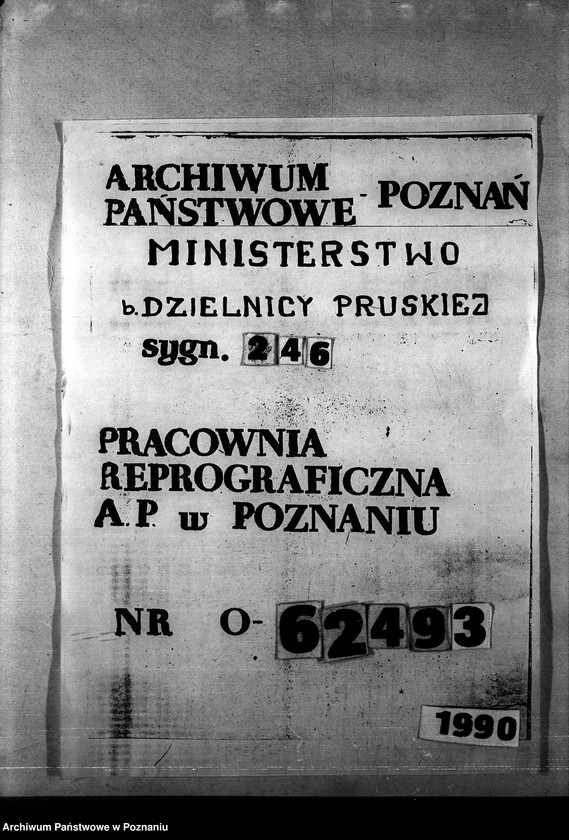 ARCHIWUM
PAŃSTWOWE - POZNAŃ
MINISTERSTWO
b. DZIELNICY PRUSKIEJ
sygn. 246
PRACOWNIA
REPROGRAFICZNA
A.P. w POZNANIU
NR O-62493
1990
Archiwum Państwowe w Poznaniu